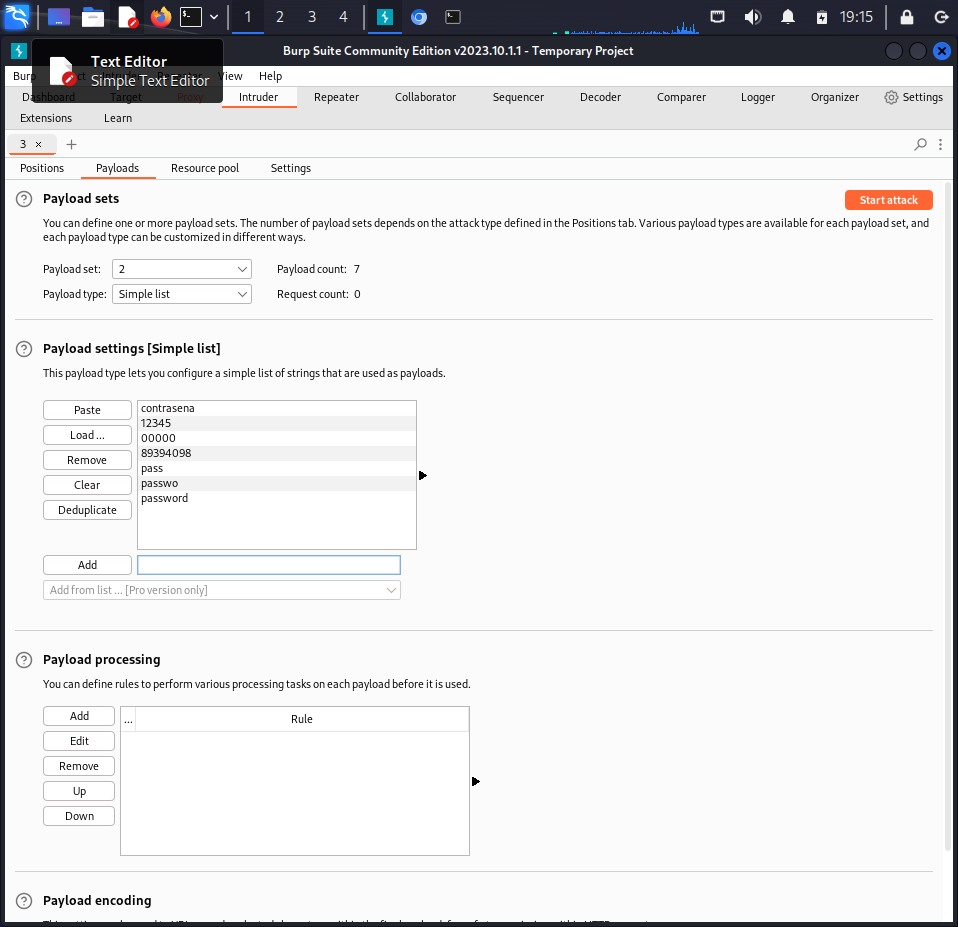 1 2 3 4 19:15
Burp Suite Community Edition v2023.10.1.1 - Temporary Project
Text Editor
Simple Text Editor
Burp View Help
Dashboard Target Proxy Intruder Repeater Collaborator Sequencer Decoder Comparer Logger Organizer Settings
Extensions Learn
3 × +
Positions Payloads Resource pool Settings
? Payload sets Start attack
You can define one or more payload sets. The number of payload sets depends on the attack type defined in the Positions tab. Various payload types are available for each payload set, and
each payload type can be customized in different ways.
Payload set: 2 Payload count: 7
Payload type: Simple list Request count: 0
? Payload settings [Simple list]
This payload type lets you configure a simple list of strings that are used as payloads.
Paste
Load ...
Remove
Clear
Deduplicate
contrasena
12345
00000
89394098
pass
passwo
password
Add
Add from list ... [Pro version only]
? Payload processing
You can define rules to perform various processing tasks on each payload before it is used.
Add
Edit
Remove
Up
Down
... Rule
? Payload encoding